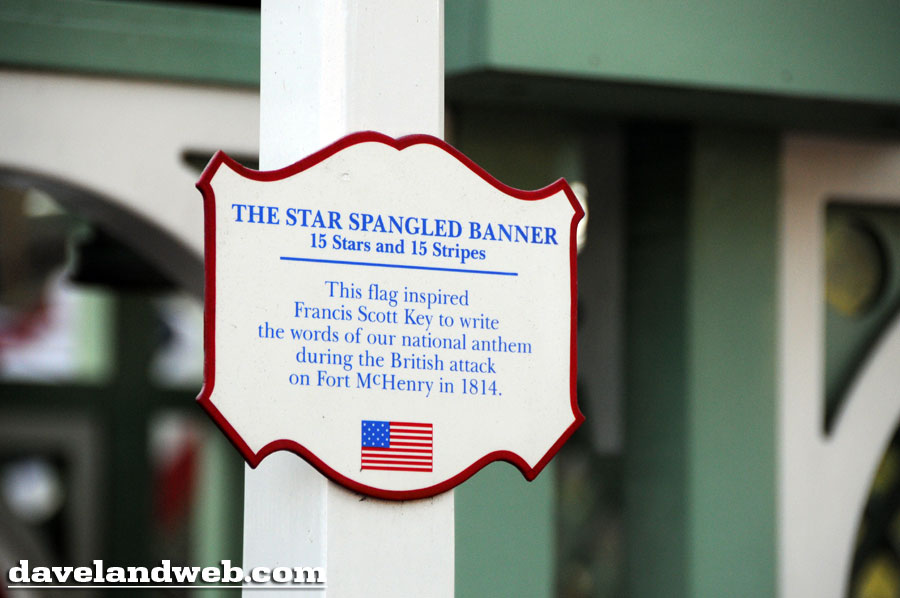 THE STAR SPANGLED BANNER
15 Stars and 15 Stripes
This flag inspired
Francis Scott Key to write
the words of our national anthem
during the British attack
on Fort McHenry in 1814.
davelandweb.com